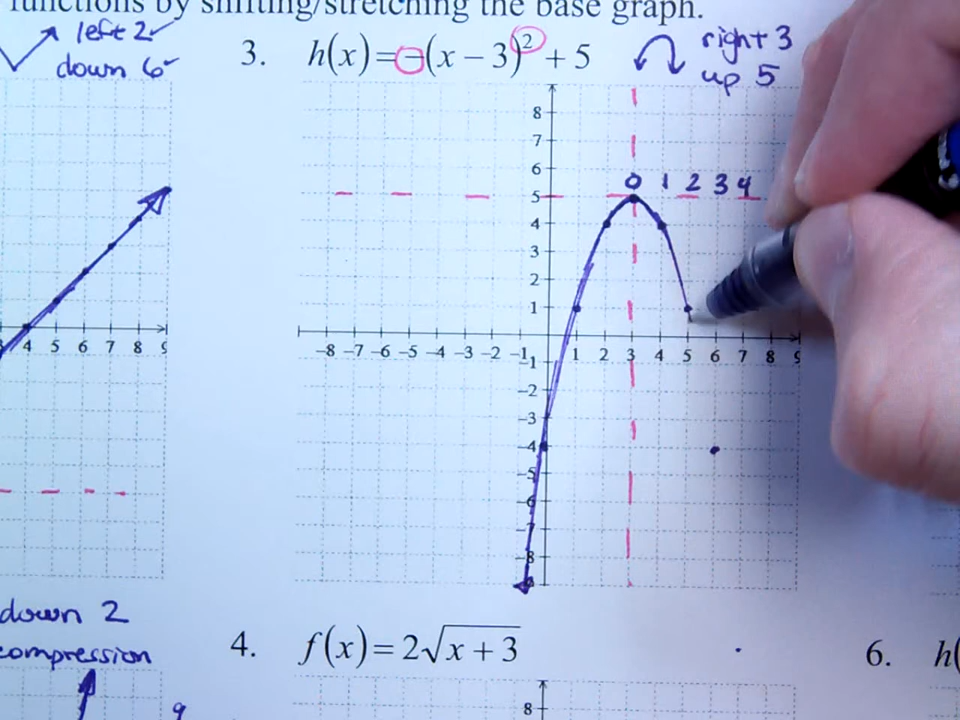 functions by shifting/stretching the base graph.
left 2
down 6
3. h(x)=-(x-3)²+5
right 3
up 5
8
7
6
5
4
3
2
1
0 1 2 3 4
-8 -7 -6 -5 -4 -3 -2 -1 1 2 3 4 5 6 7 8 9
-1
-2
-3
-4
-5
-6
-7
-8
4 5 6 7 8 9
down 2
compression
4. f(x)=2√x+3
6. h(
8
9